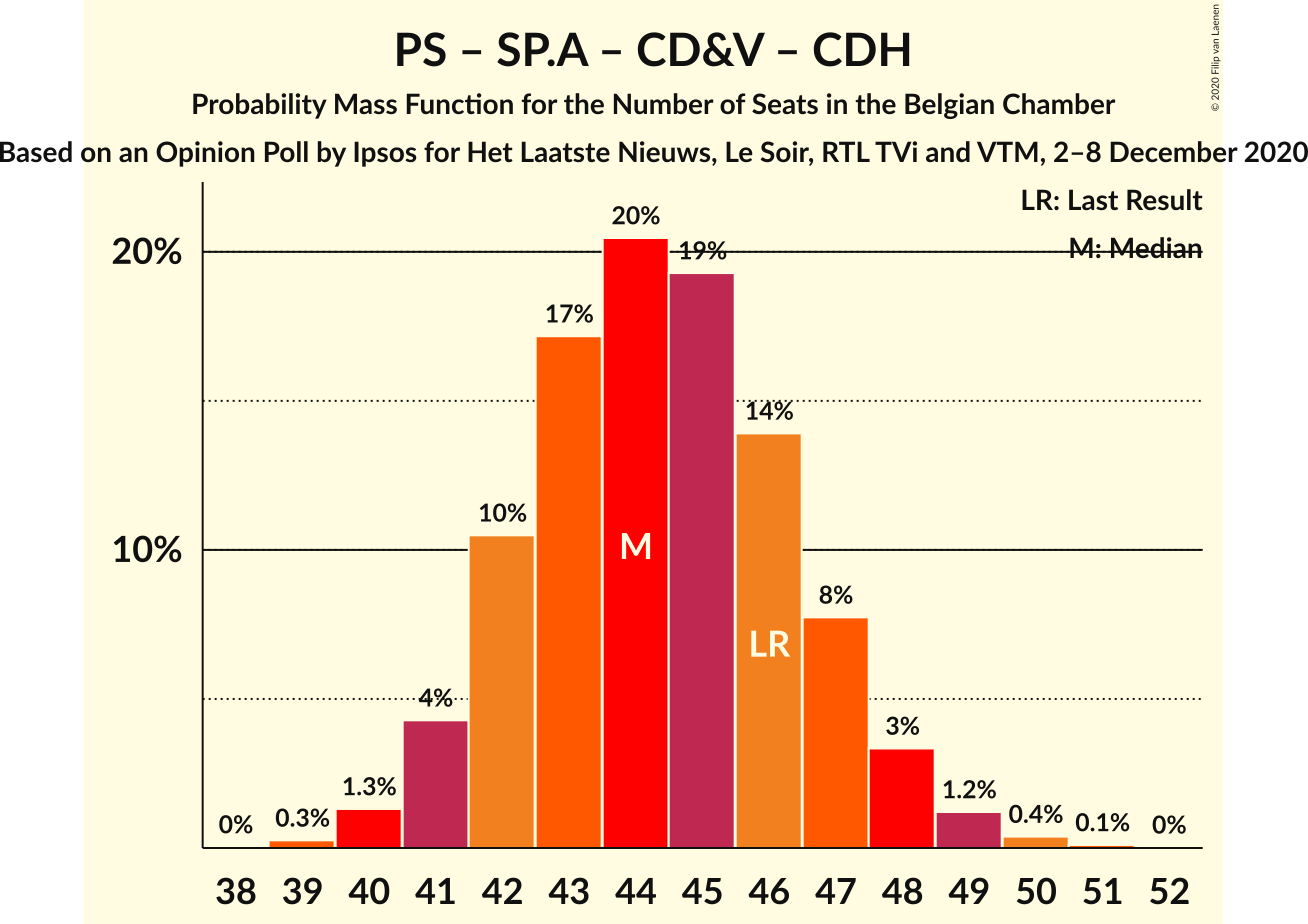 PS – SP.A – CD&V – CDH
Probability Mass Function for the Number of Seats in the Belgian Chamber
Based on an Opinion Poll by Ipsos for Het Laatste Nieuws, Le Soir, RTL TVi and VTM, 2–8 December 2020
© 2020 Filip van Laenen
LR: Last Result
M: Median
20%
10%
0%
0.3%
1.3%
4%
10%
17%
20%
19%
14%
8%
3%
1.2%
0.4%
0.1%
0%
M
LR
38 39 40 41 42 43 44 45 46 47 48 49 50 51 52